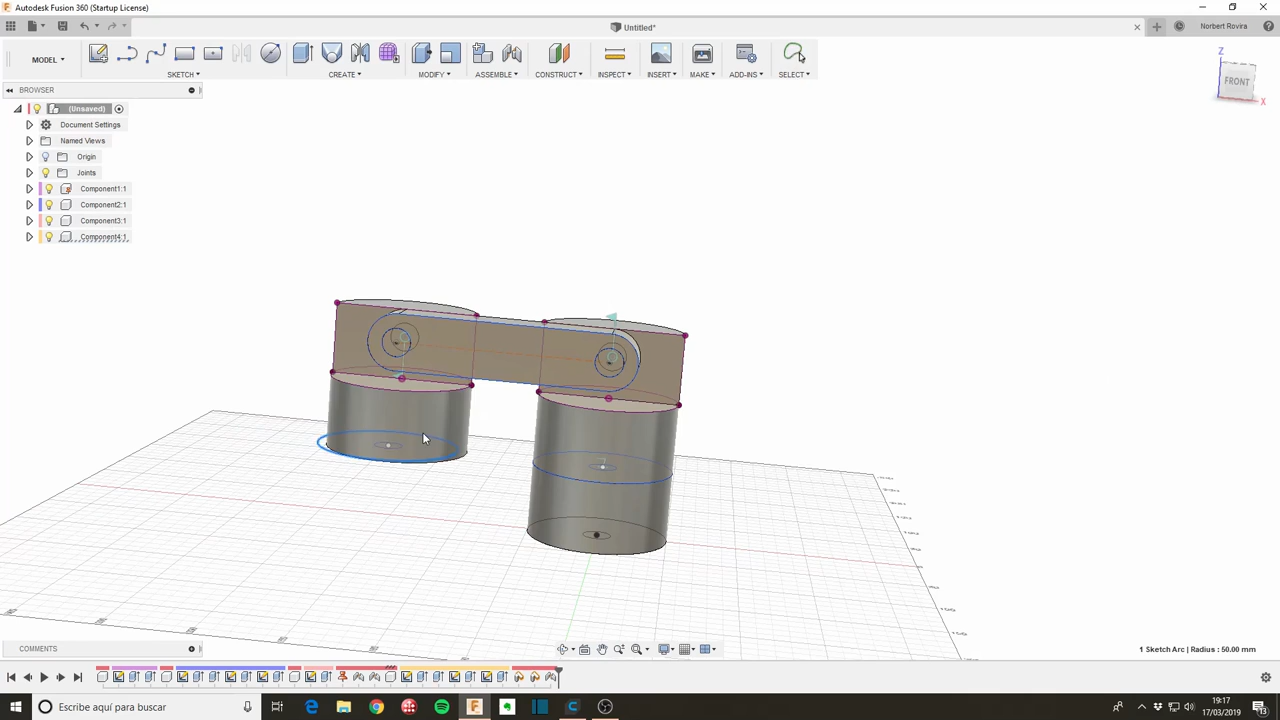 Autodesk Fusion 360 (Startup License)
Untitled*
Norbert Rovira
MODEL
SKETCH
CREATE
MODIFY
ASSEMBLE
CONSTRUCT
INSPECT
INSERT
MAKE
ADD-INS
SELECT
BROWSER
Z
FRONT
X
(Unsaved)
Document Settings
Named Views
Origin
Joints
Component1:1
Component2:1
Component3:1
Component4:1
COMMENTS
1 Sketch Arc | Radius : 50.00 mm
Escribe aquí para buscar
19:17
17/03/2019